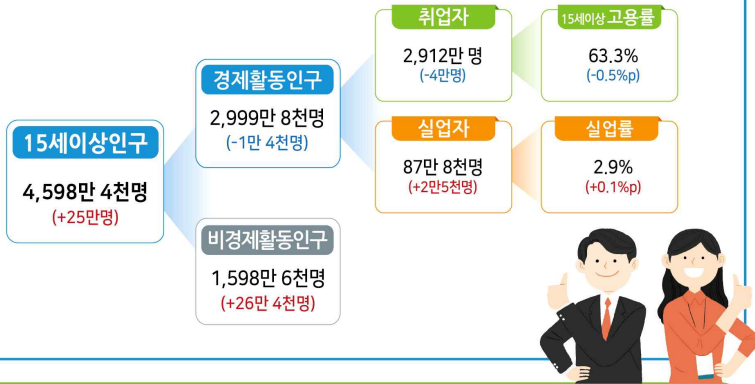 취업자
2,912만 명
(-4만명)
15세이상 고용률
63.3%
(-0.5%p)
경제활동인구
2,999만 8천명
(-1만 4천명)
15세이상인구
4,598만 4천명
(+25만명)
실업자
87만 8천명
(+2만5천명)
실업률
2.9%
(+0.1%p)
비경제활동인구
1,598만 6천명
(+26만 4천명)